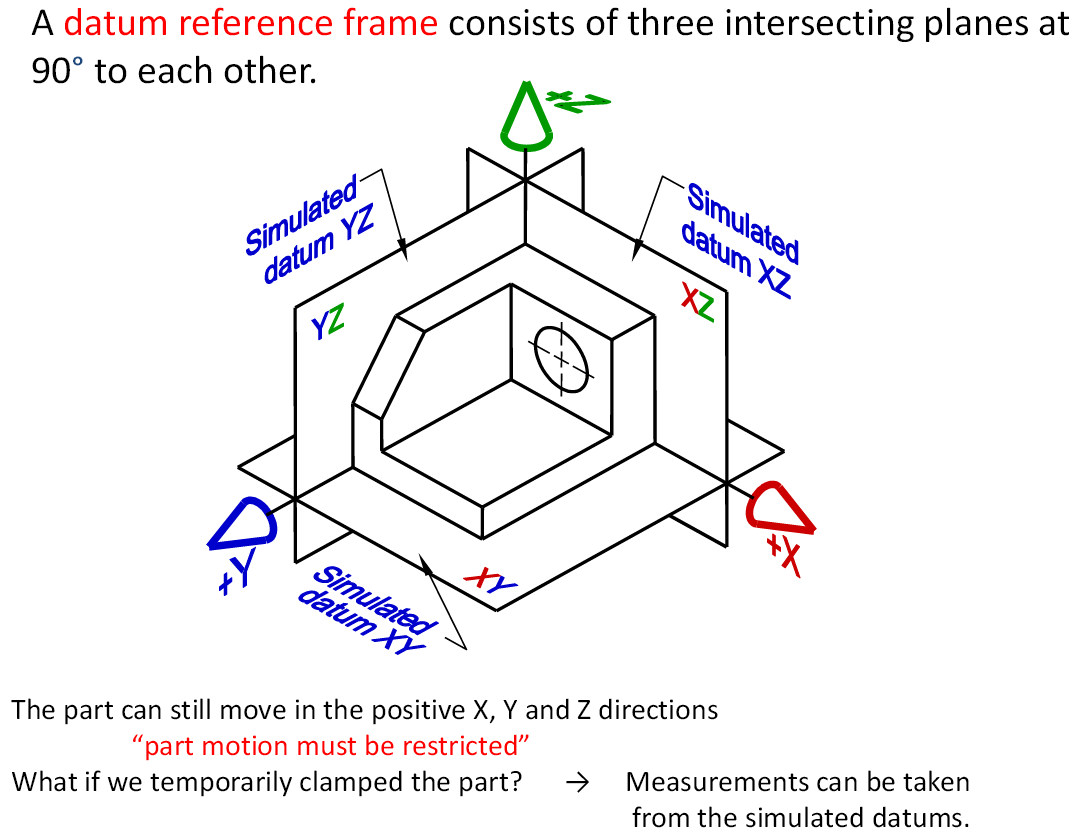 A datum reference frame consists of three intersecting planes at
90° to each other.
+Z
Simulated
datum YZ
Simulated
datum XZ
YZ
XZ
+Y
+X
XY
Simulated
datum XY
The part can still move in the positive X, Y and Z directions
“part motion must be restricted”
What if we temporarily clamped the part? → Measurements can be taken
from the simulated datums.